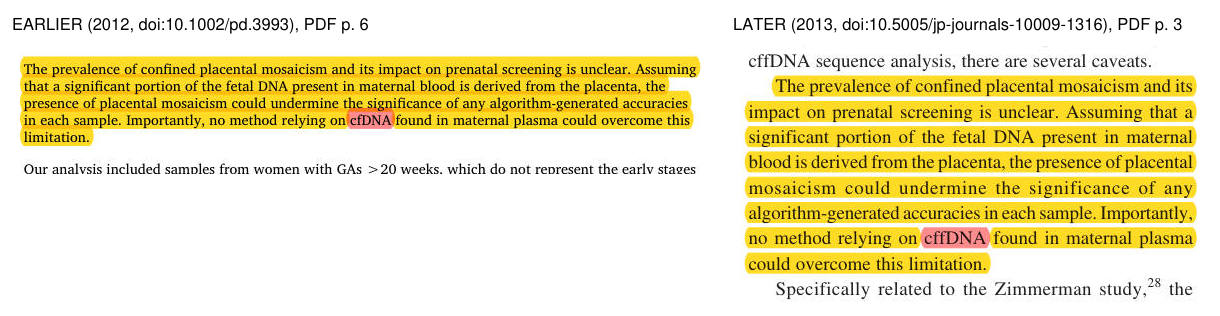 EARLIER (2012, doi:10.1002/pd.3993), PDF p. 6
The prevalence of confined placental mosaicism and its impact on prenatal screening is unclear. Assuming
that a significant portion of the fetal DNA present in maternal blood is derived from the placenta, the
presence of placental mosaicism could undermine the significance of any algorithm-generated accuracies
in each sample. Importantly, no method relying on cfDNA found in maternal plasma could overcome this
limitation.
Our analysis included samples from women with GAs >20 weeks, which do not represent the early stages
LATER (2013, doi:10.5005/jp-journals-10009-1316), PDF p. 3
cffDNA sequence analysis, there are several caveats.
The prevalence of confined placental mosaicism and its
impact on prenatal screening is unclear. Assuming that a
significant portion of the fetal DNA present in maternal
blood is derived from the placenta, the presence of placental
mosaicism could undermine the significance of any
algorithm-generated accuracies in each sample. Importantly,
no method relying on cffDNA found in maternal plasma
could overcome this limitation.
Specifically related to the Zimmerman study,28 the